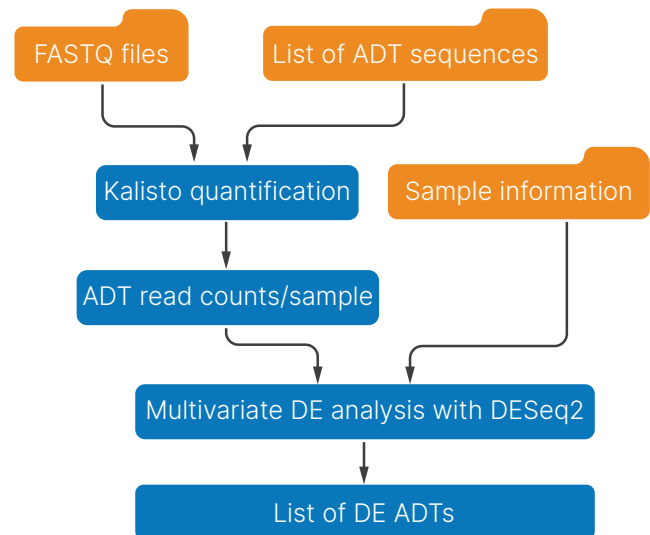 FASTQ files
List of ADT sequences
Kalisto quantification
Sample information
ADT read counts/sample
Multivariate DE analysis with DESeq2
List of DE ADTs